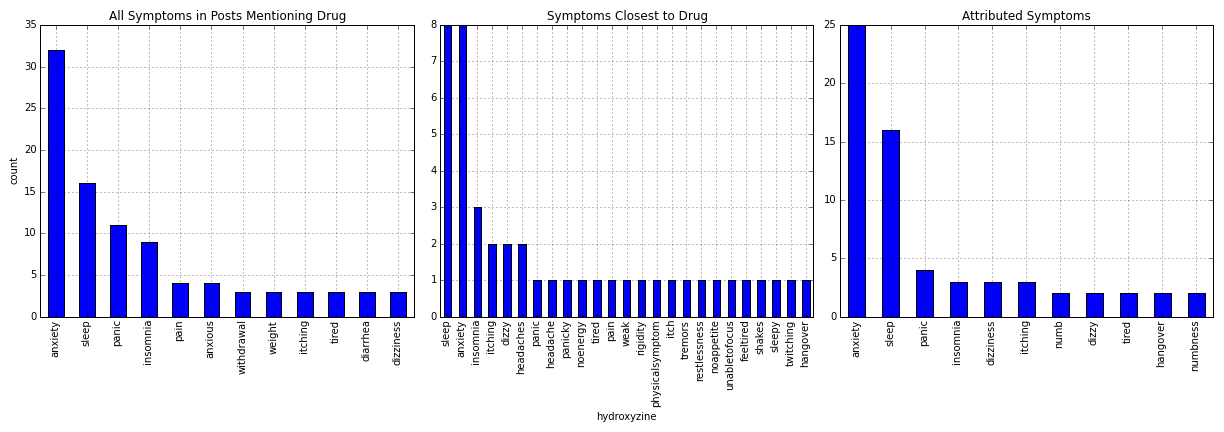 All Symptoms in Posts Mentioning Drug
35
30
25
20
15
10
5
0
count
anxiety
sleep
panic
insomnia
pain
anxious
withdrawal
weight
itching
tired
diarrhea
dizziness
Symptoms Closest to Drug
8
7
6
5
4
3
2
1
0
sleep
anxiety
insomnia
itching
dizzy
headaches
panic
headache
panicky
noenergy
tired
pain
weak
rigidity
physicalsymptom
itch
tremors
restlessness
noappetite
unabletofocus
feeltired
shakes
sleepy
twitching
hangover
hydroxyzine
Attributed Symptoms
25
20
15
10
5
0
anxiety
sleep
panic
insomnia
dizziness
itching
numb
dizzy
tired
hangover
numbness